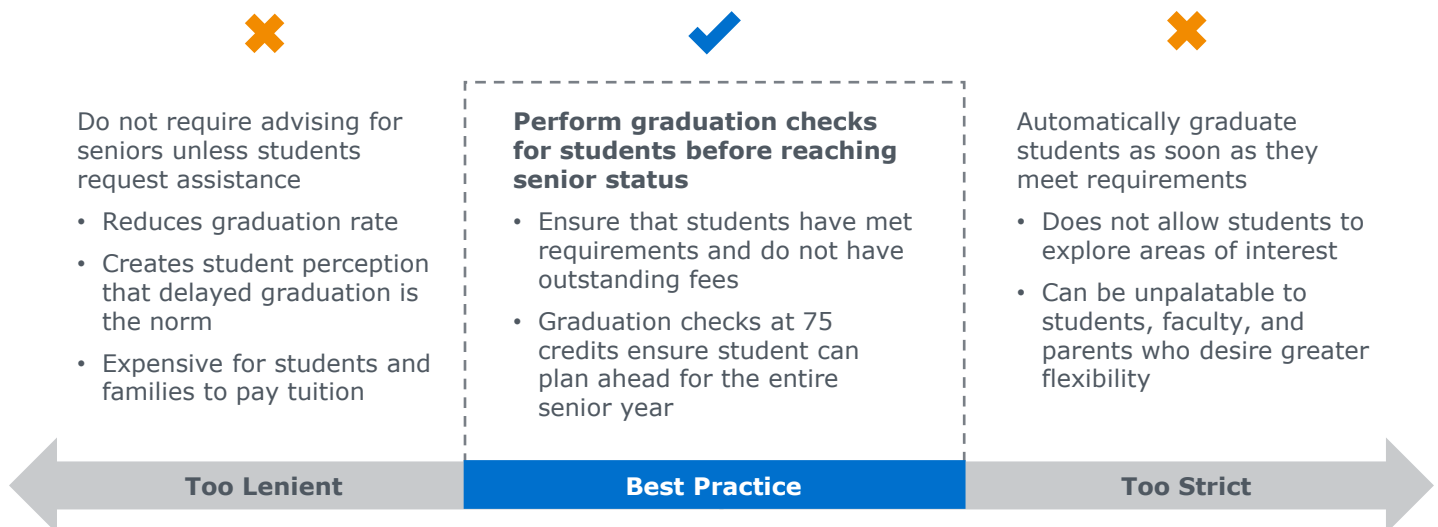 Do not require advising for
seniors unless students
request assistance
• Reduces graduation rate
• Creates student perception
that delayed graduation is
the norm
• Expensive for students and
families to pay tuition
Perform graduation checks
for students before reaching
senior status
• Ensure that students have met
requirements and do not have
outstanding fees
• Graduation checks at 75
credits ensure student can
plan ahead for the entire
senior year
Automatically graduate
students as soon as they
meet requirements
• Does not allow students to
explore areas of interest
• Can be unpalatable to
students, faculty, and
parents who desire greater
flexibility
Too Lenient
Best Practice
Too Strict